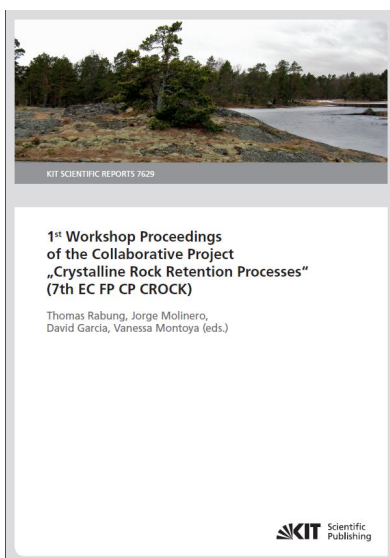 KIT SCIENTIFIC REPORTS 7629
1st Workshop Proceedings
of the Collaborative Project
„Crystalline Rock Retention Processes“
(7th EC FP CP CROCK)
Thomas Rabung, Jorge Molinero,
David Garcia, Vanessa Montoya (eds.)
KIT Scientific
Publishing